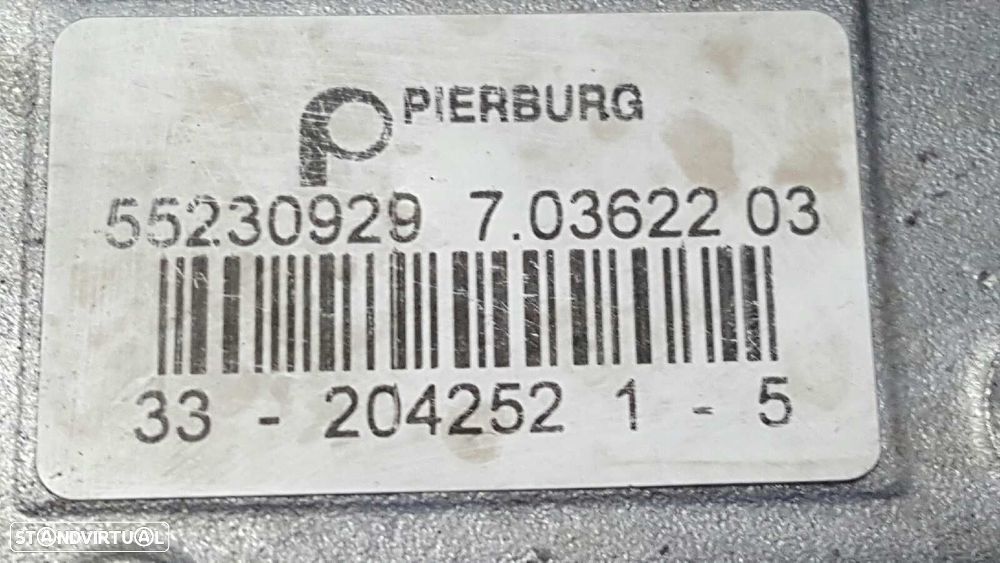 PIERBURG
55230929 7.03622 03
33 - 204252 1 - 5
STANDVIRTUAL